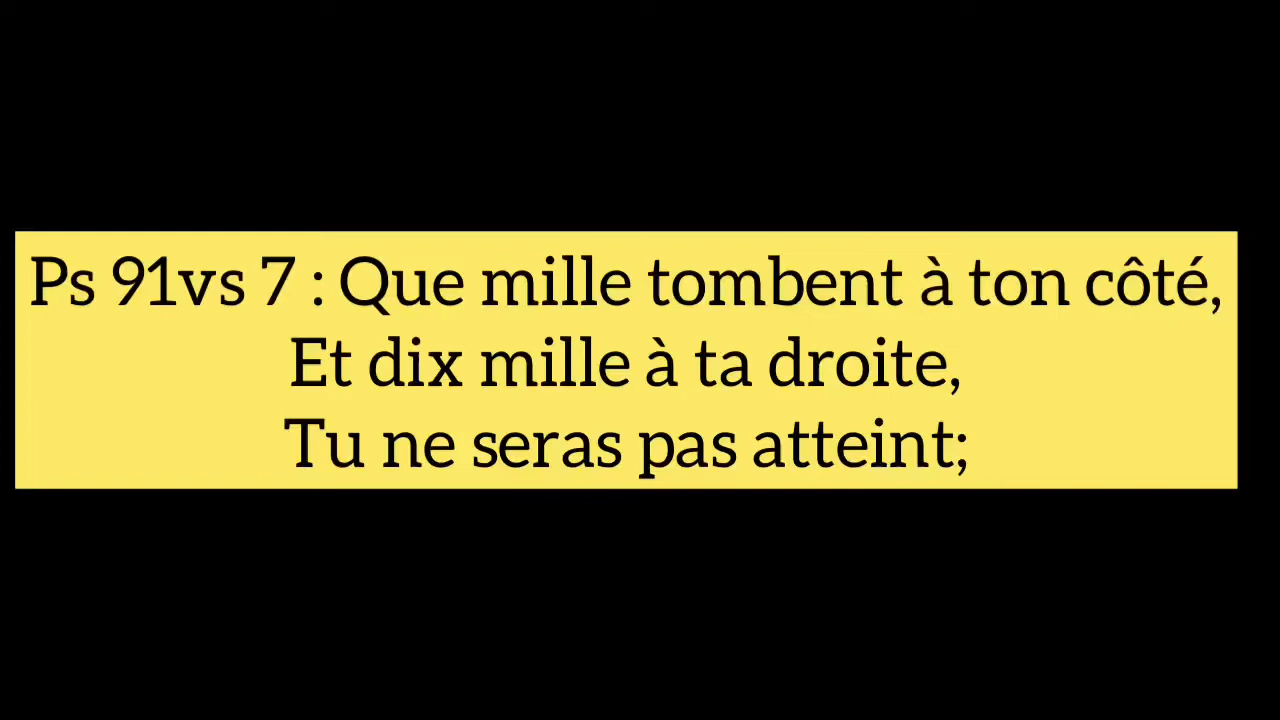 Ps 91vs 7 : Que mille tombent à ton côté,
Et dix mille à ta droite,
Tu ne seras pas atteint;